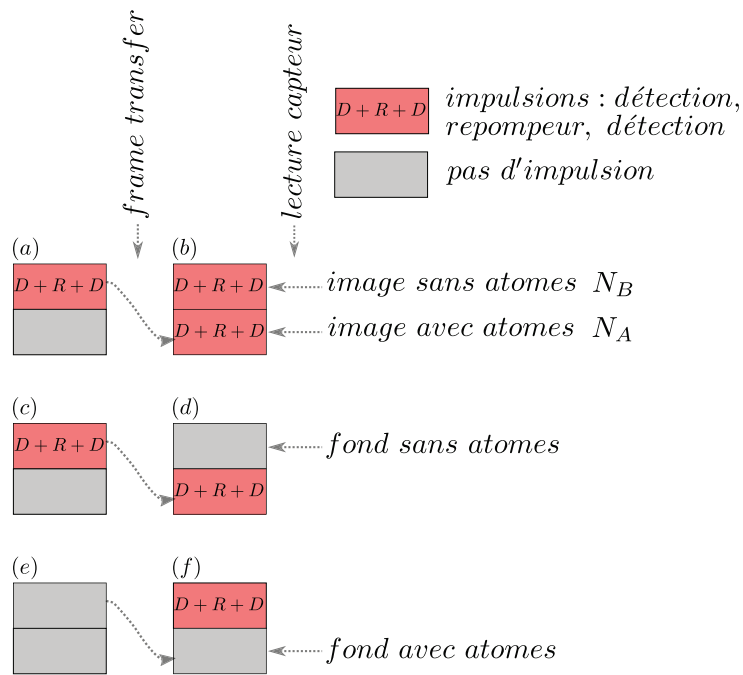 frame transfer
lecture capteur
D + R + D
impulsions : détection,
repompeur, détection
pas d'impulsion
(a)
(b)
D + R + D
D + R + D
image sans atomes N_B
D + R + D
image avec atomes N_A
(c)
(d)
D + R + D
fond sans atomes
D + R + D
(e)
(f)
D + R + D
fond avec atomes